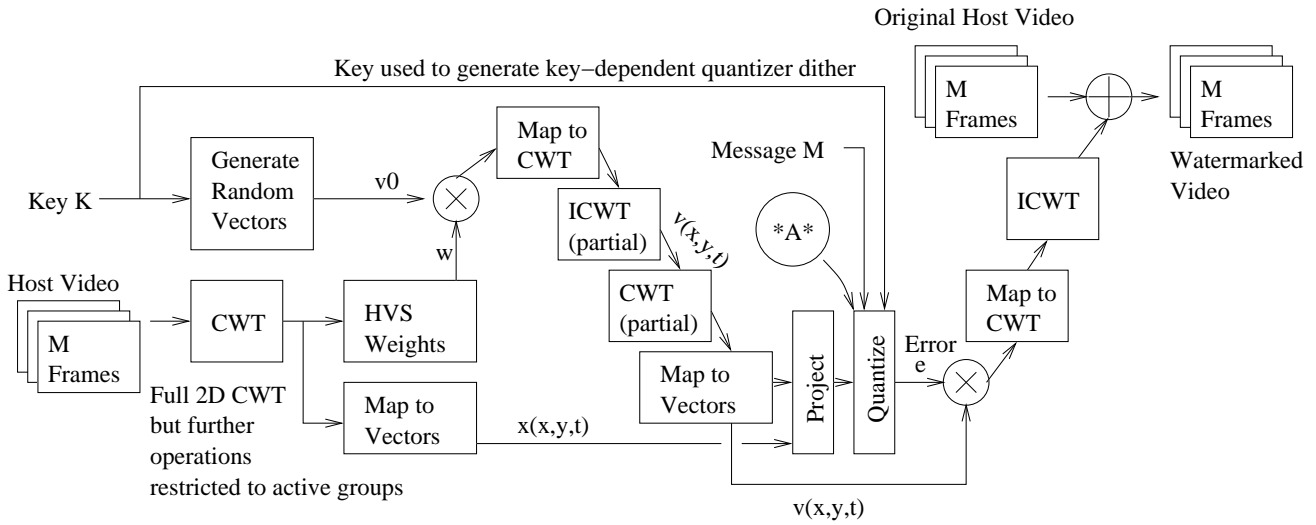 Original Host Video
M
Frames
M
Frames
Watermarked
Video
Key used to generate key−dependent quantizer dither
Key K
Generate
Random
Vectors
v0
×
w
Map to
CWT
ICWT
(partial)
v(x,y,t)
CWT
(partial)
Map to
Vectors
Message M
*A*
Host Video
M
Frames
CWT
HVS
Weights
Full 2D CWT
but further
operations
restricted to active groups
Map to
Vectors
x(x,y,t)
Project
Quantize
Error
e
×
v(x,y,t)
Map to
CWT
ICWT
+